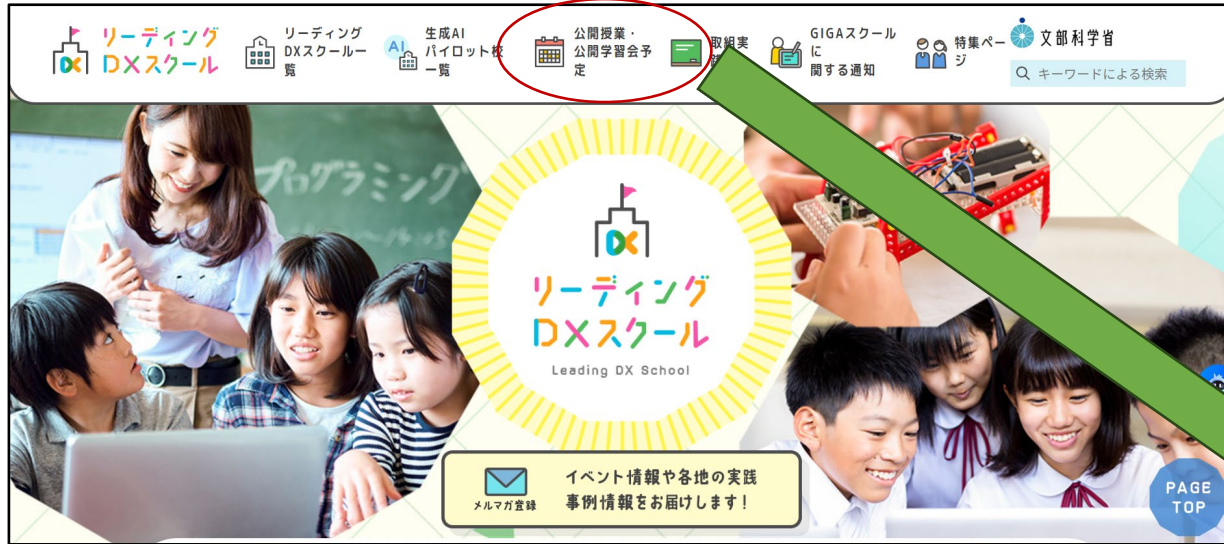 リーディング
DXスクール
リーディング
DXスクール一
覧
AI
生成AI
パイロット校
一覧
公開授業・
公開学習会予
定
取組実
GIGAスクール
に
関する通知
特集ペー
ジ
文部科学省
キーワードによる検索
プログラミング
DX
リーディング
DXスクール
Leading DX School
メルマガ登録
イベント情報や各地の実践
事例情報をお届けします！
PAGE
TOP